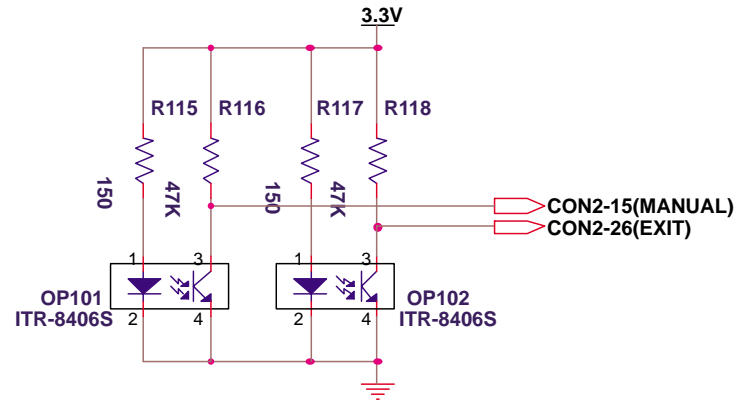 3.3V
R115 R116 R117 R118
150 47K 150 47K
CON2-15(MANUAL)
CON2-26(EXIT)
1 3 1 3
OP101 OP102
ITR-8406S ITR-8406S
2 4 2 4